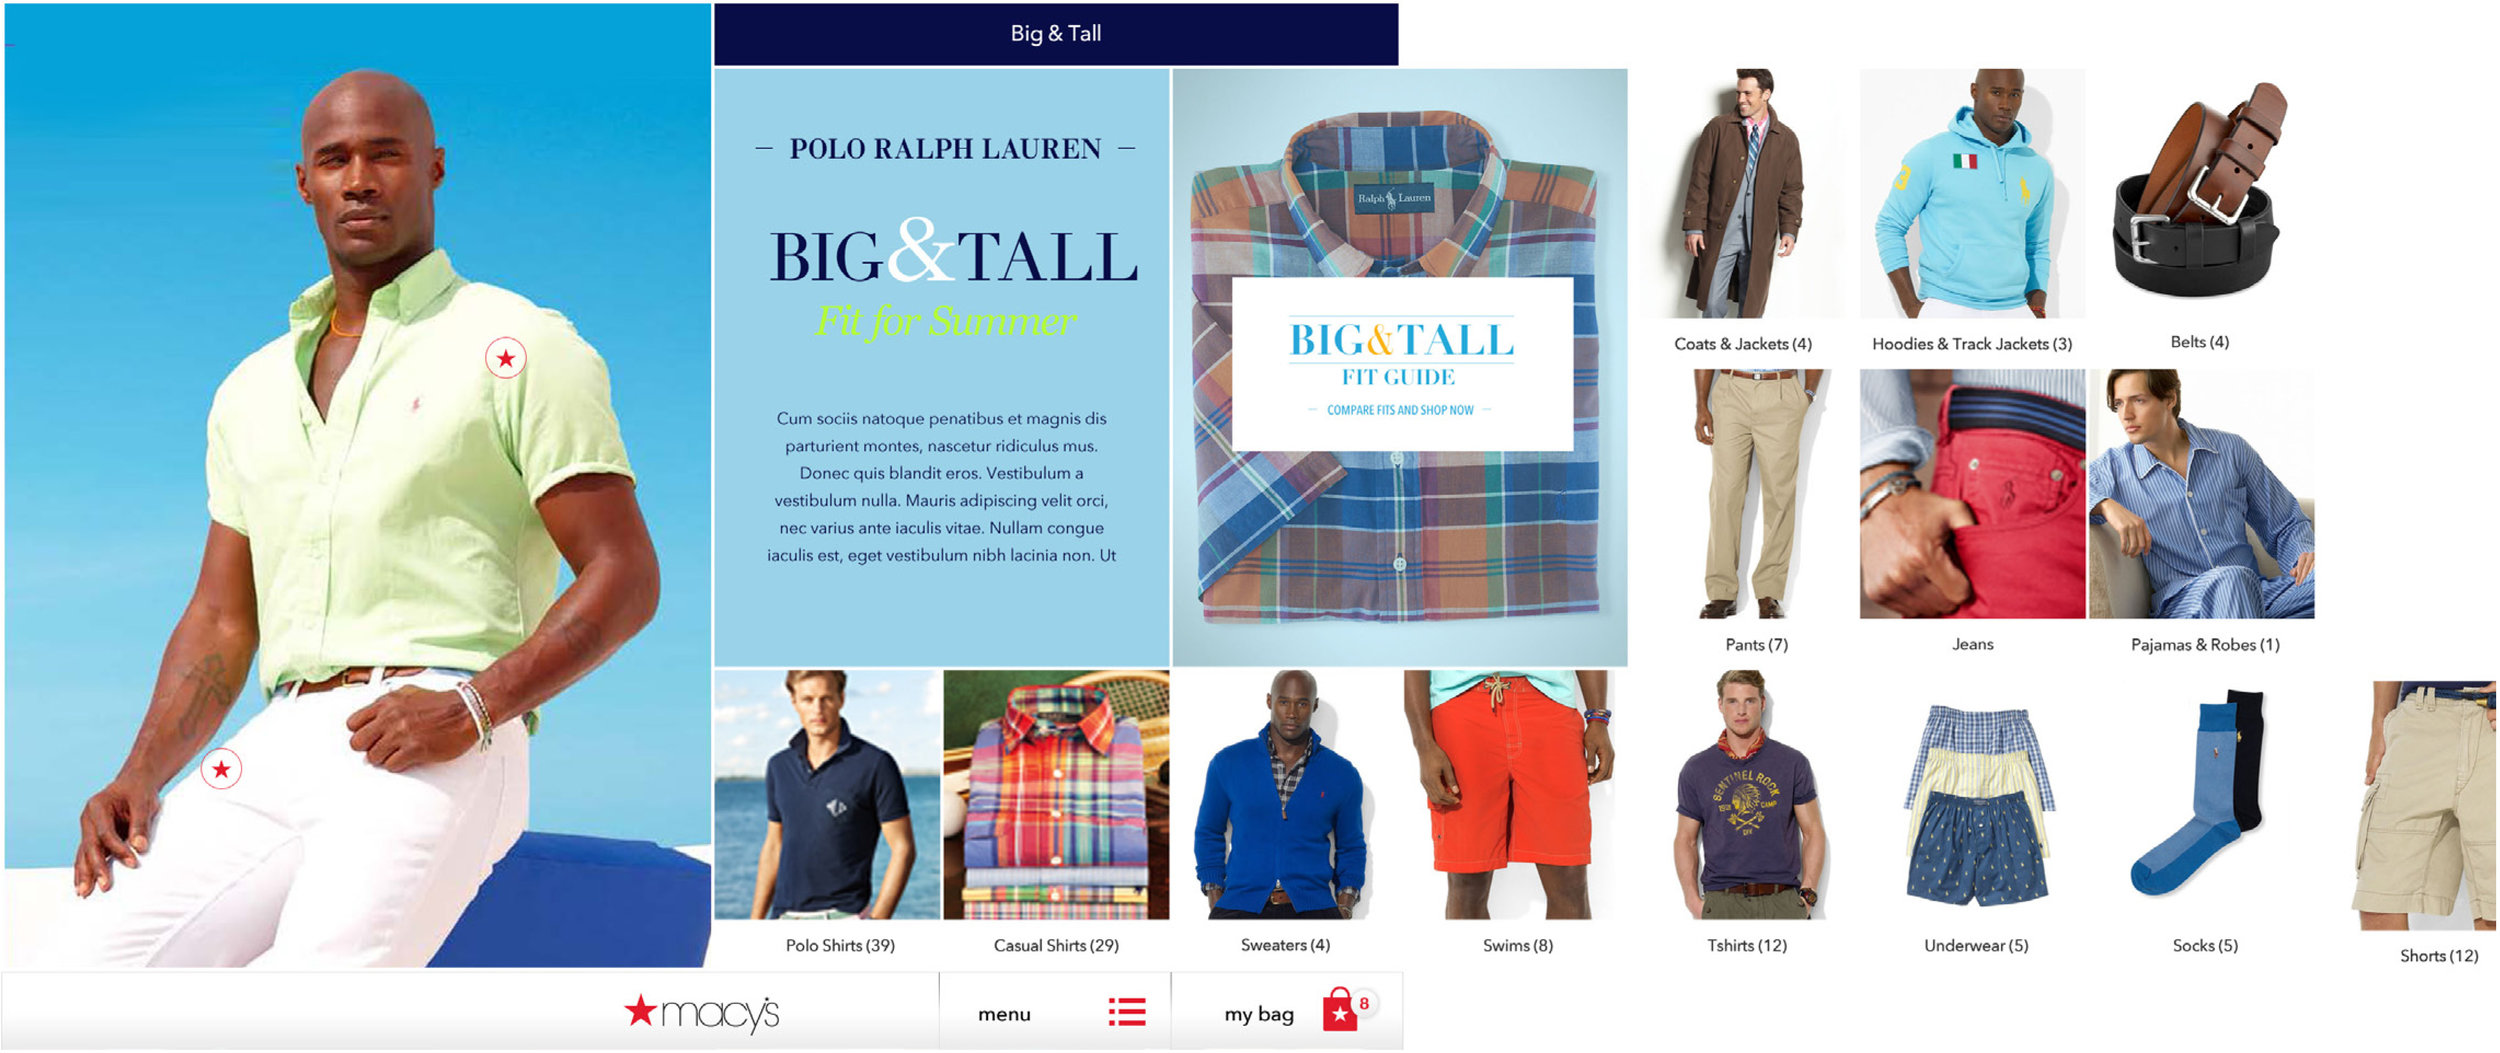 Big & Tall
POLO RALPH LAUREN
BIG&TALL
Fit for Summer
Cum sociis natoque penatibus et magnis dis
parturient montes, nascetur ridiculus mus.
Donec quis blandit eros. Vestibulum a
vestibulum nulla. Mauris adipiscing velit orci,
nec varius ante iaculis vitae. Nullam congue
iaculis est, eget vestibulum nibh lacinia non. Ut
Ralph Lauren
BIG&TALL
FIT GUIDE
COMPARE FITS AND SHOP NOW
Coats & Jackets (4)
Hoodies & Track Jackets (3)
Belts (4)
3
Pants (7)
Jeans
Pajamas & Robes (1)
SENTINEL ROCK
CAMP
Polo Shirts (39)
Casual Shirts (29)
Sweaters (4)
Swims (8)
Tshirts (12)
Underwear (5)
Socks (5)
Shorts (12)
macy's
menu
my bag
8